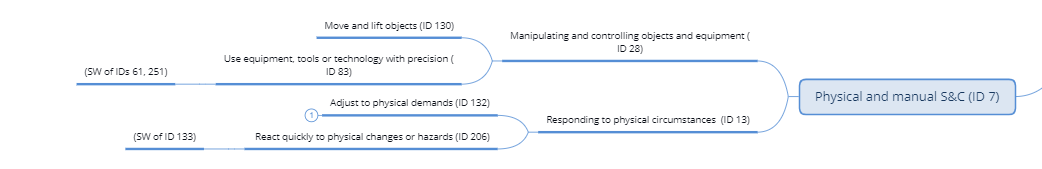 Move and lift objects (ID 130)
Manipulating and controlling objects and equipment (
ID 28)
Use equipment, tools or technology with precision (
ID 83)
(SW of IDs 61, 251)
Physical and manual S&C (ID 7)
Adjust to physical demands (ID 132)
1
Responding to physical circumstances (ID 13)
React quickly to physical changes or hazards (ID 206)
(SW of ID 133)